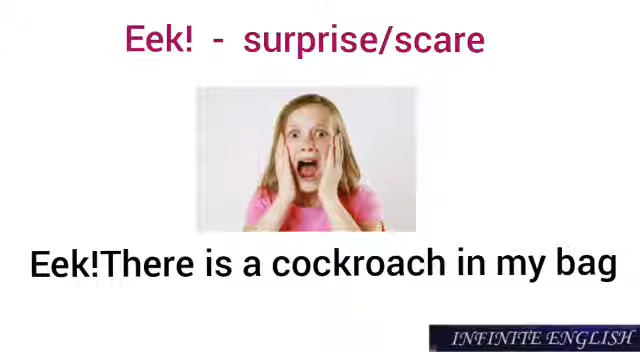 Eek! - surprise/scare
Eek!There is a cockroach in my bag
INFINITE ENGLISH